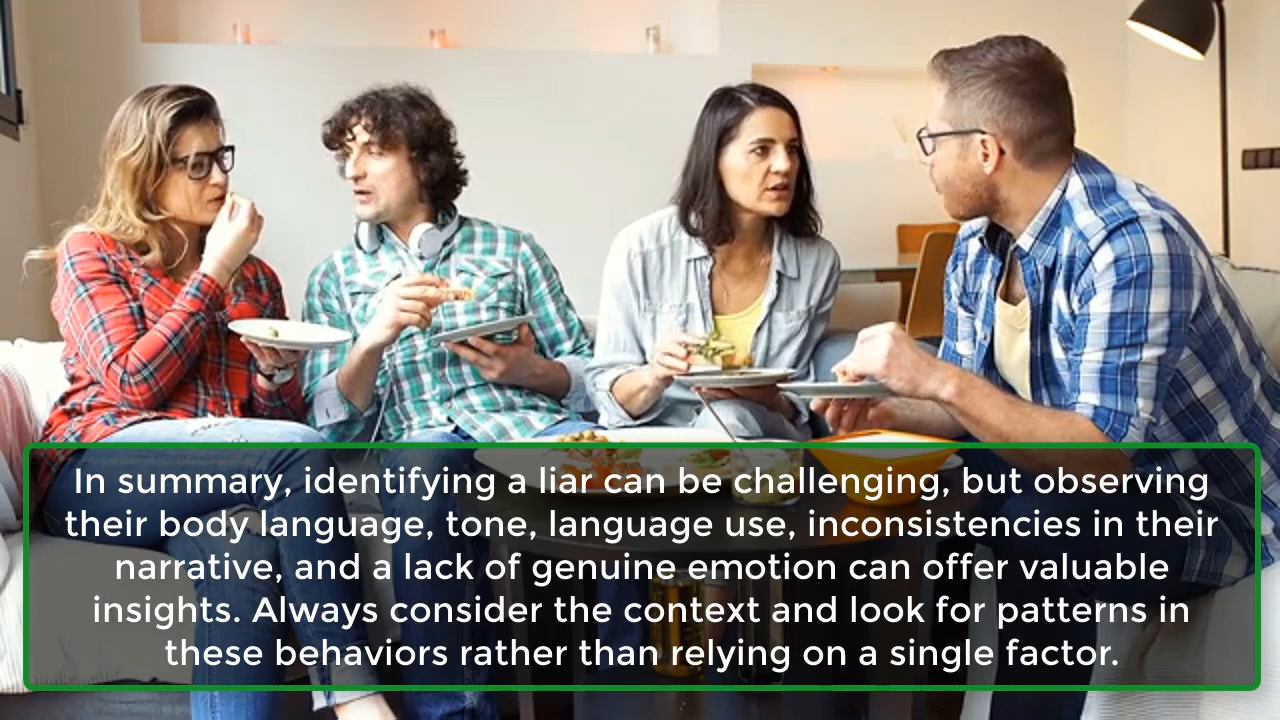 In summary, identifying a liar can be challenging, but observing
their body language, tone, language use, inconsistencies in their
narrative, and a lack of genuine emotion can offer valuable
insights. Always consider the context and look for patterns in
these behaviors rather than relying on a single factor.